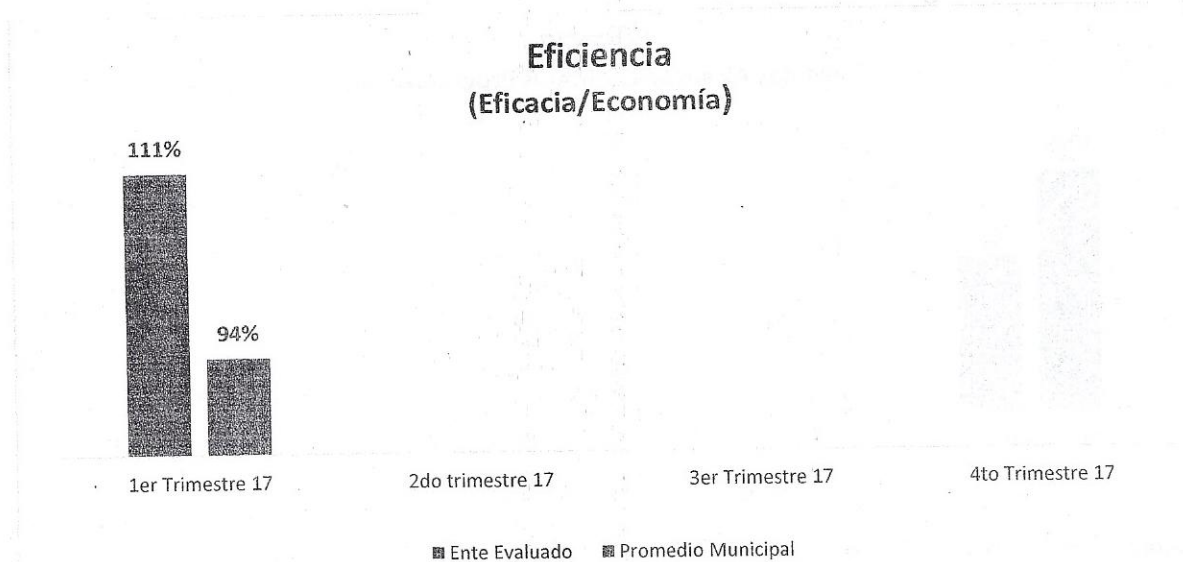 Eficiencia
(Eficacia/Economía)
111%
94%
1er Trimestre 17
2do trimestre 17
3er Trimestre 17
4to Trimestre 17
Ente Evaluado
Promedio Municipal